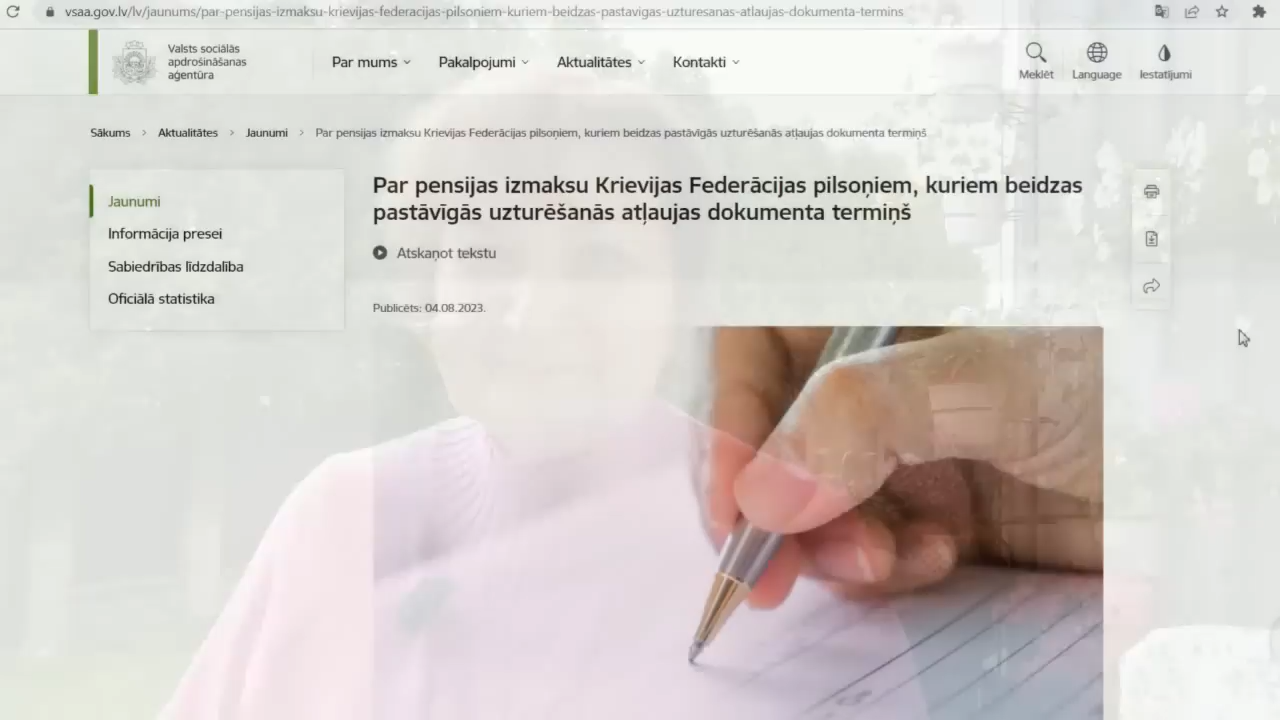 vsaa.gov.lv/lv/jaunums/par-pensijas-izmaksu-krievijas-federacijas-pilsoniem-kuriem-beidzas-pastavigas-uzturesanas-atlaujas-dokumenta-termins
Valsts sociālās
apdrošināšanas
aģentūra
Par mums
Pakalpojumi
Aktualitātes
Kontakti
Meklēt
Language
Iestatījumi
Sākums > Aktualitātes > Jaunumi > Par pensijas izmaksu Krievijas Federācijas pilsoņiem, kuriem beidzas pastāvīgās uzturēšanās atļaujas dokumenta termiņš
Jaunumi
Informācija presei
Sabiedrības līdzdalība
Oficiālā statistika
Par pensijas izmaksu Krievijas Federācijas pilsoņiem, kuriem beidzas
pastāvīgās uzturēšanās atļaujas dokumenta termiņš
Atskaņot tekstu
Publicēts: 04.08.2023.